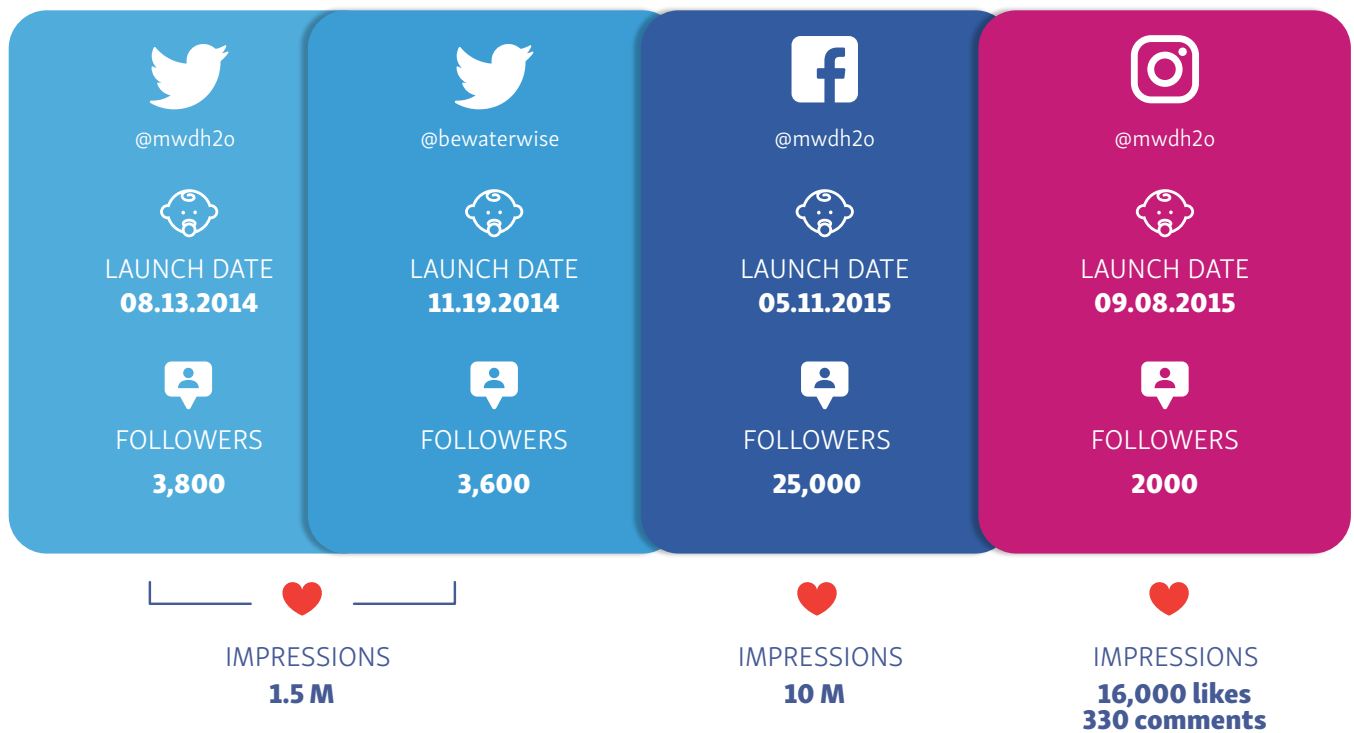 @mwdh2o
LAUNCH DATE
08.13.2014
FOLLOWERS
3,800
@bewaterwise
LAUNCH DATE
11.19.2014
FOLLOWERS
3,600
@mwdh2o
LAUNCH DATE
05.11.2015
FOLLOWERS
25,000
@mwdh2o
LAUNCH DATE
09.08.2015
FOLLOWERS
2000
IMPRESSIONS
1.5 M
IMPRESSIONS
10 M
IMPRESSIONS
16,000 likes
330 comments